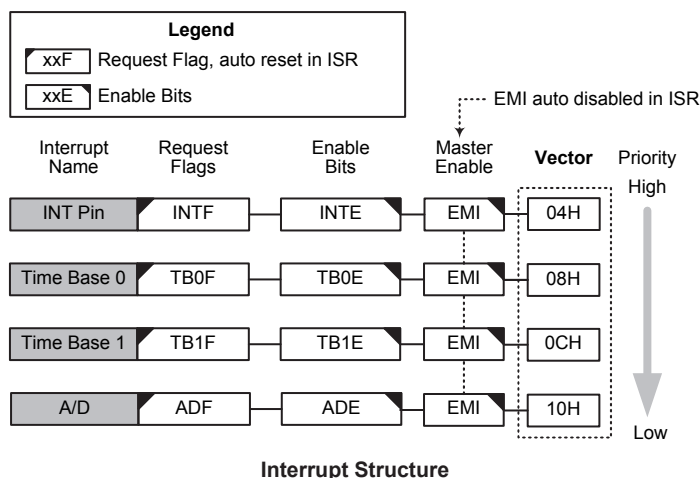 Legend
xxF Request Flag, auto reset in ISR
xxE Enable Bits
EMI auto disabled in ISR
Interrupt Name
Request Flags
Enable Bits
Master Enable
Vector
Priority
High
INT Pin INTF INTE EMI 04H
Time Base 0 TB0F TB0E EMI 08H
Time Base 1 TB1F TB1E EMI 0CH
A/D ADF ADE EMI 10H
Low
Interrupt Structure